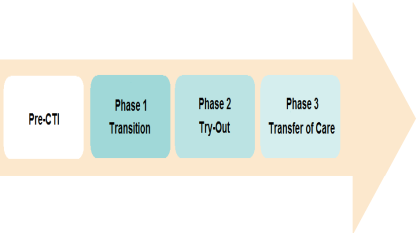 Pre-CTI
Phase 1
Transition
Phase 2
Try-Out
Phase 3
Transfer of Care